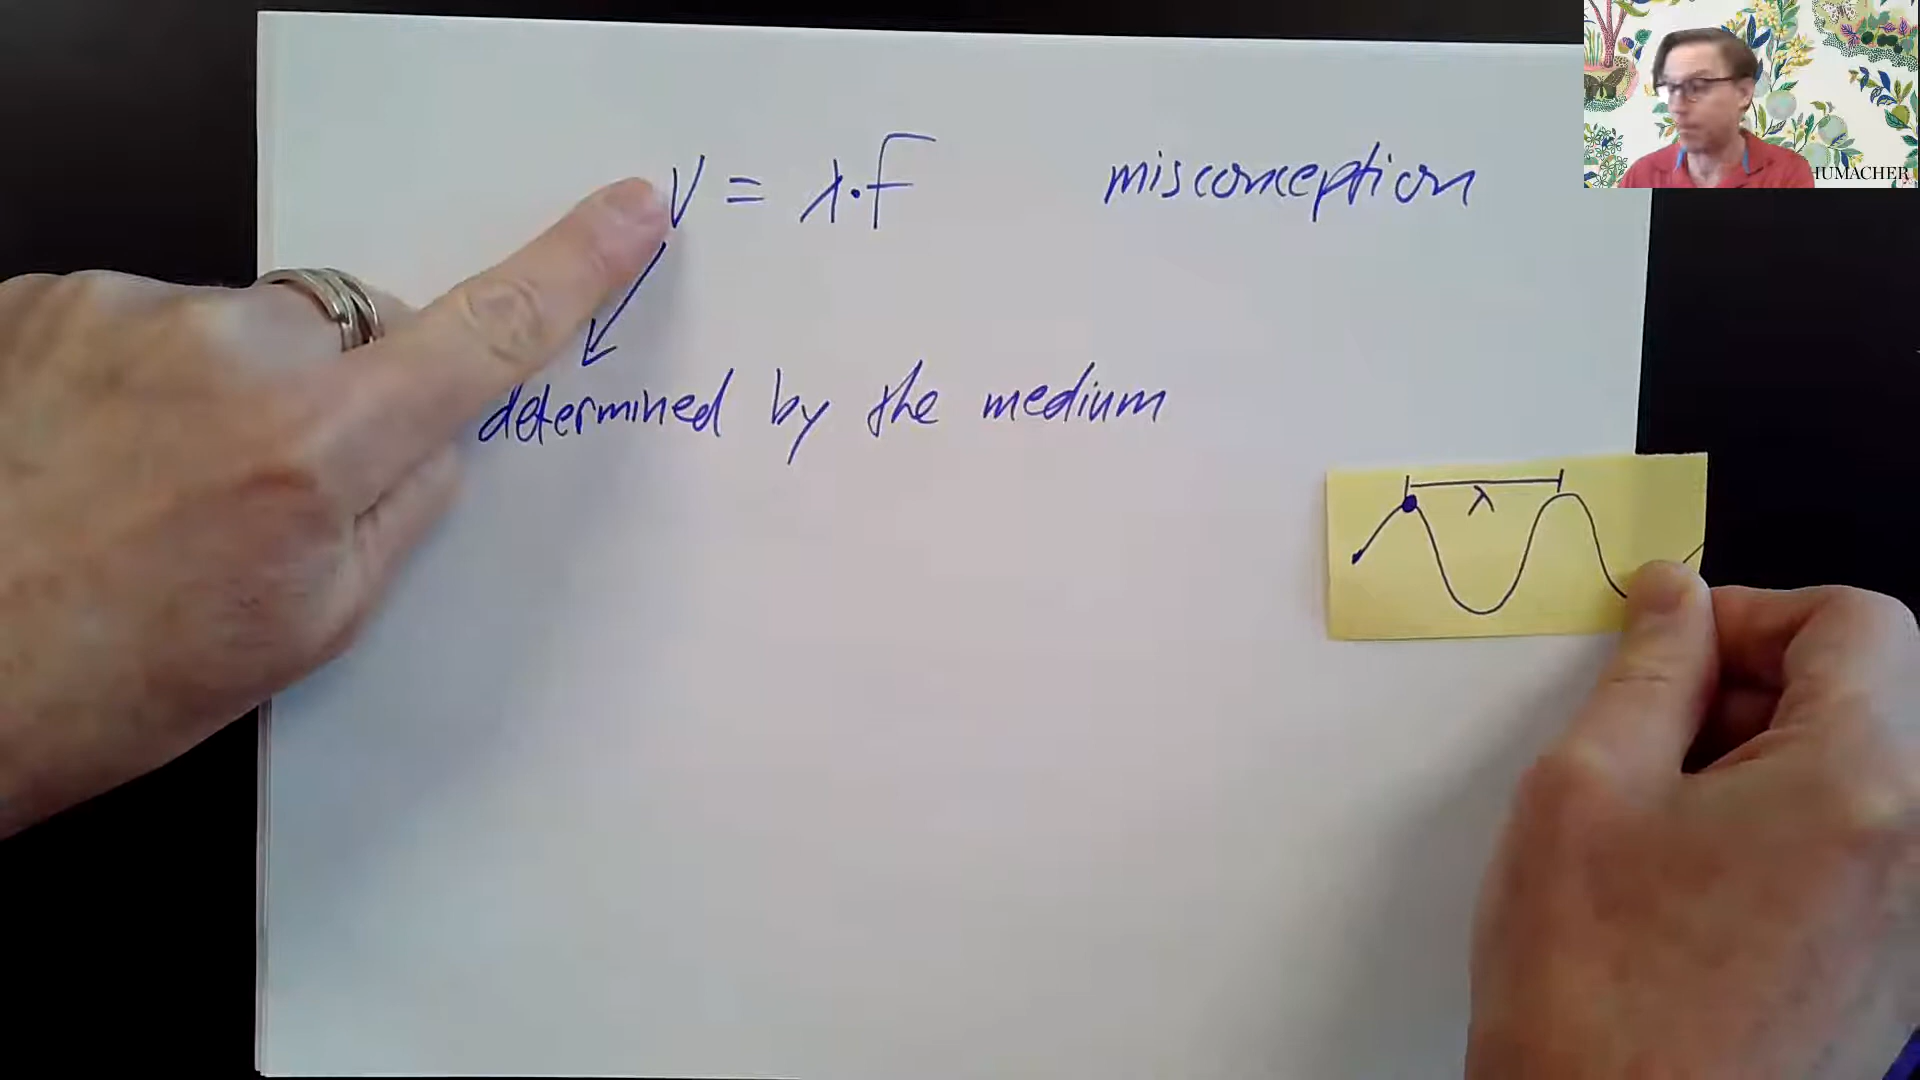 v = λ·f misconception
determined by the medium
λ
HUMACHER